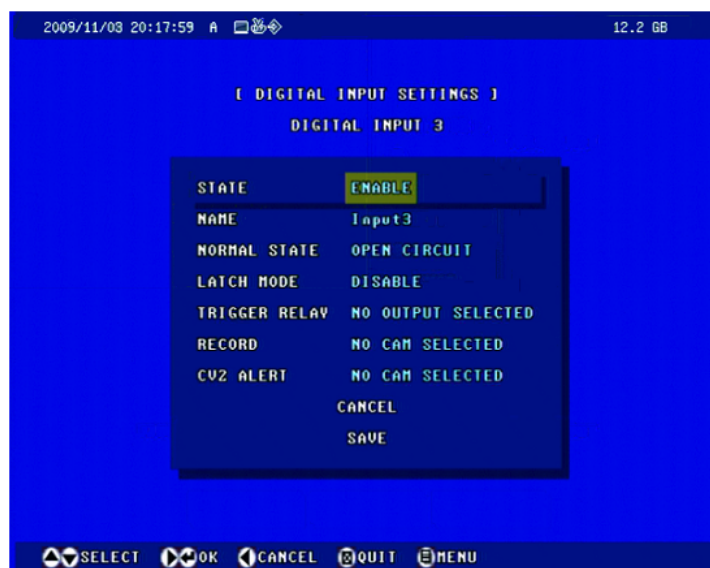 2009/11/03 20:17:59 A 12.2 GB
[ DIGITAL INPUT SETTINGS ]
DIGITAL INPUT 3
STATE ENABLE
NAME Input3
NORMAL STATE OPEN CIRCUIT
LATCH MODE DISABLE
TRIGGER RELAY NO OUTPUT SELECTED
RECORD NO CAM SELECTED
CV2 ALERT NO CAM SELECTED
CANCEL
SAVE
SELECT OK CANCEL QUIT MENU